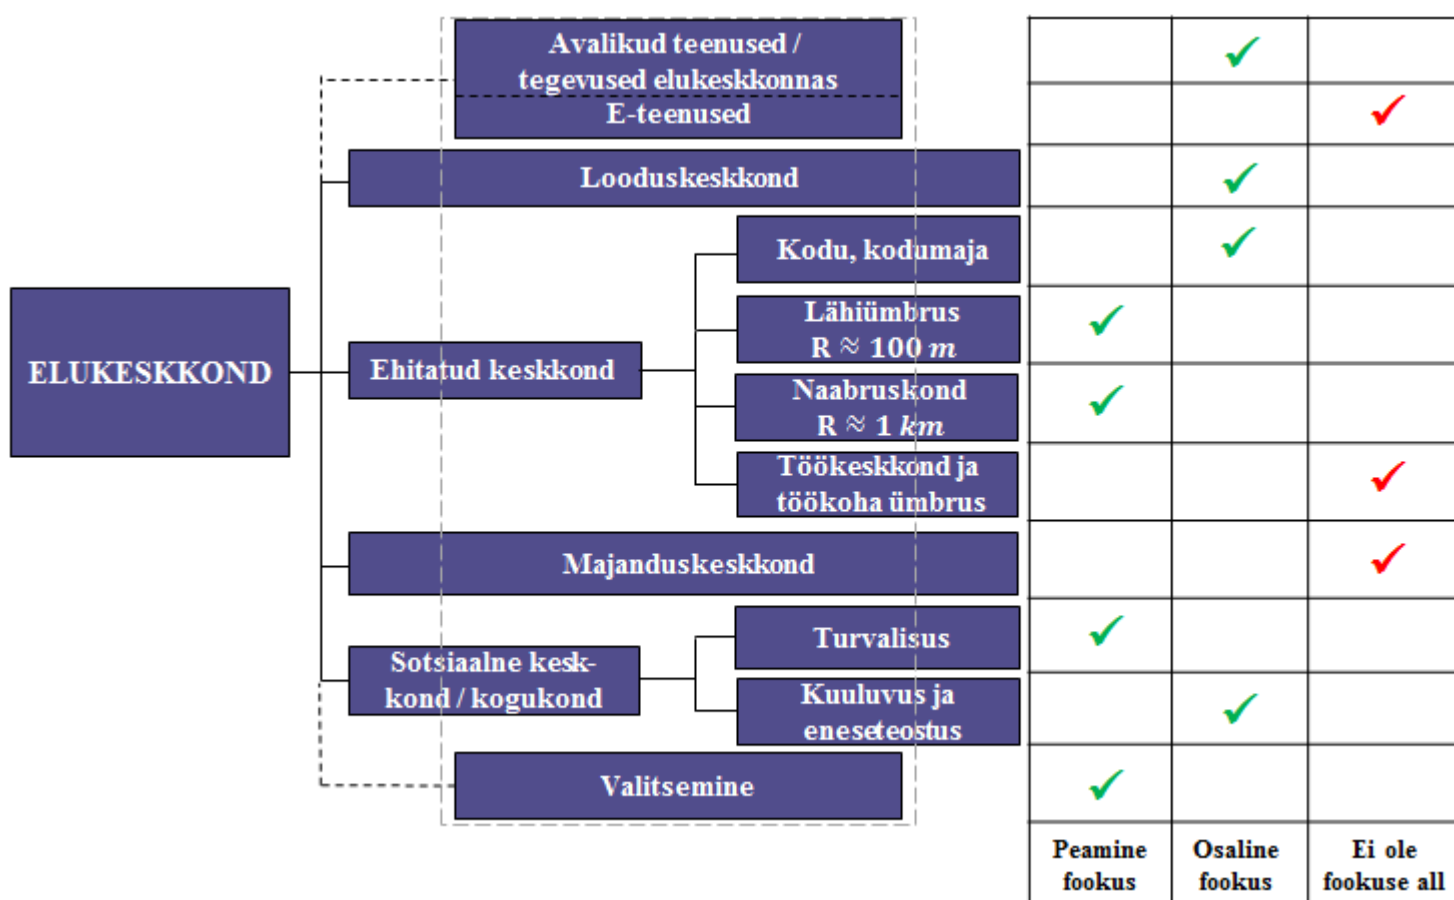 Avalikud teenused /
tegevused elukeskkonnas
E-teenused
Looduskeskkond
Kodu, kodumaja
Lähiümbrus
R ≈ 100 m
ELUKESKKOND
Ehitatud keskkond
Naabruskond
R ≈ 1 km
Töökeskkond ja
töökoha ümbrus
Majanduskeskkond
Turvalisus
Sotsiaalne kesk-
kond / kogukond
Kuuluvus ja
eneseteostus
Valitsemine
Peamine
fookus
Osaline
fookus
Ei ole
fookuse all